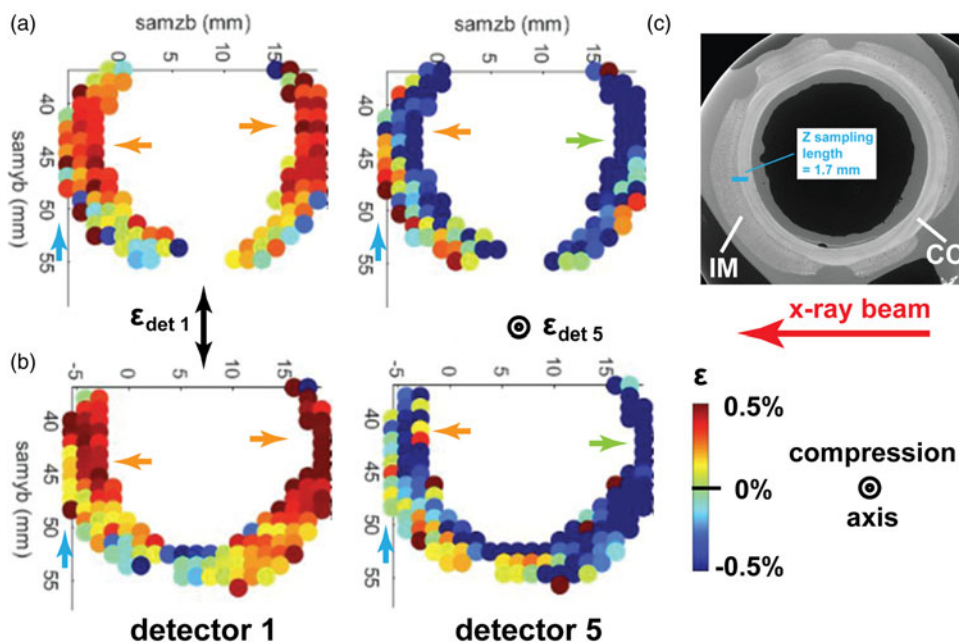 (a)
samzb (mm)
0
5
10
15
samyb (mm)
40
45
50
55
samzb (mm)
0
5
10
15
40
45
50
55
(c)
Z sampling
length
= 1.7 mm
IM
CC
x-ray beam
εdet 1
εdet 5
(b)
-5
0
5
10
15
samyb (mm)
40
45
50
55
-5
0
5
10
15
40
45
50
55
ε
0.5%
0%
-0.5%
compression
axis
detector 1
detector 5